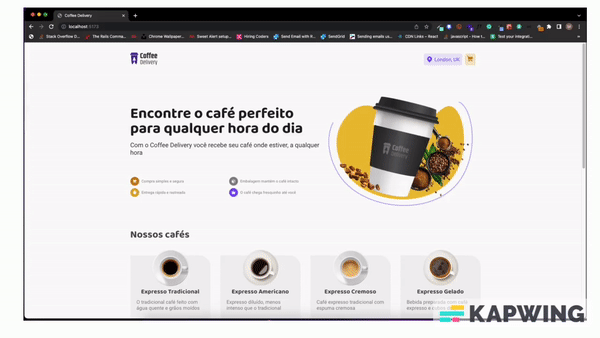 Coffee Delivery
localhost:5173
Stack Overflow D...
The Rails Comma...
Chrome Wallpaper...
Sweet Alert setup...
Hiring Coders
Send Email with R...
SendGrid
Sending emails us...
CDN Links - React
javascript - How t...
Test your integrati...
Coffee
Delivery
London, UK
Encontre o café perfeito
para qualquer hora do dia
Com o Coffee Delivery você recebe seu café onde estiver, a qualquer
hora
Compra simples e segura
Embalagem mantém o café intacto
Entrega rápida e rastreada
O café chega fresquinho até você
Coffee
Delivery
Nossos cafés
Expresso Tradicional
Expresso Americano
Expresso Cremoso
Expresso Gelado
O tradicional café feito com
água quente e grãos moídos
Expresso diluído, menos
intenso que o tradicional
Café expresso tradicional com
espuma cremosa
Bebida preparada com café
KAPWING